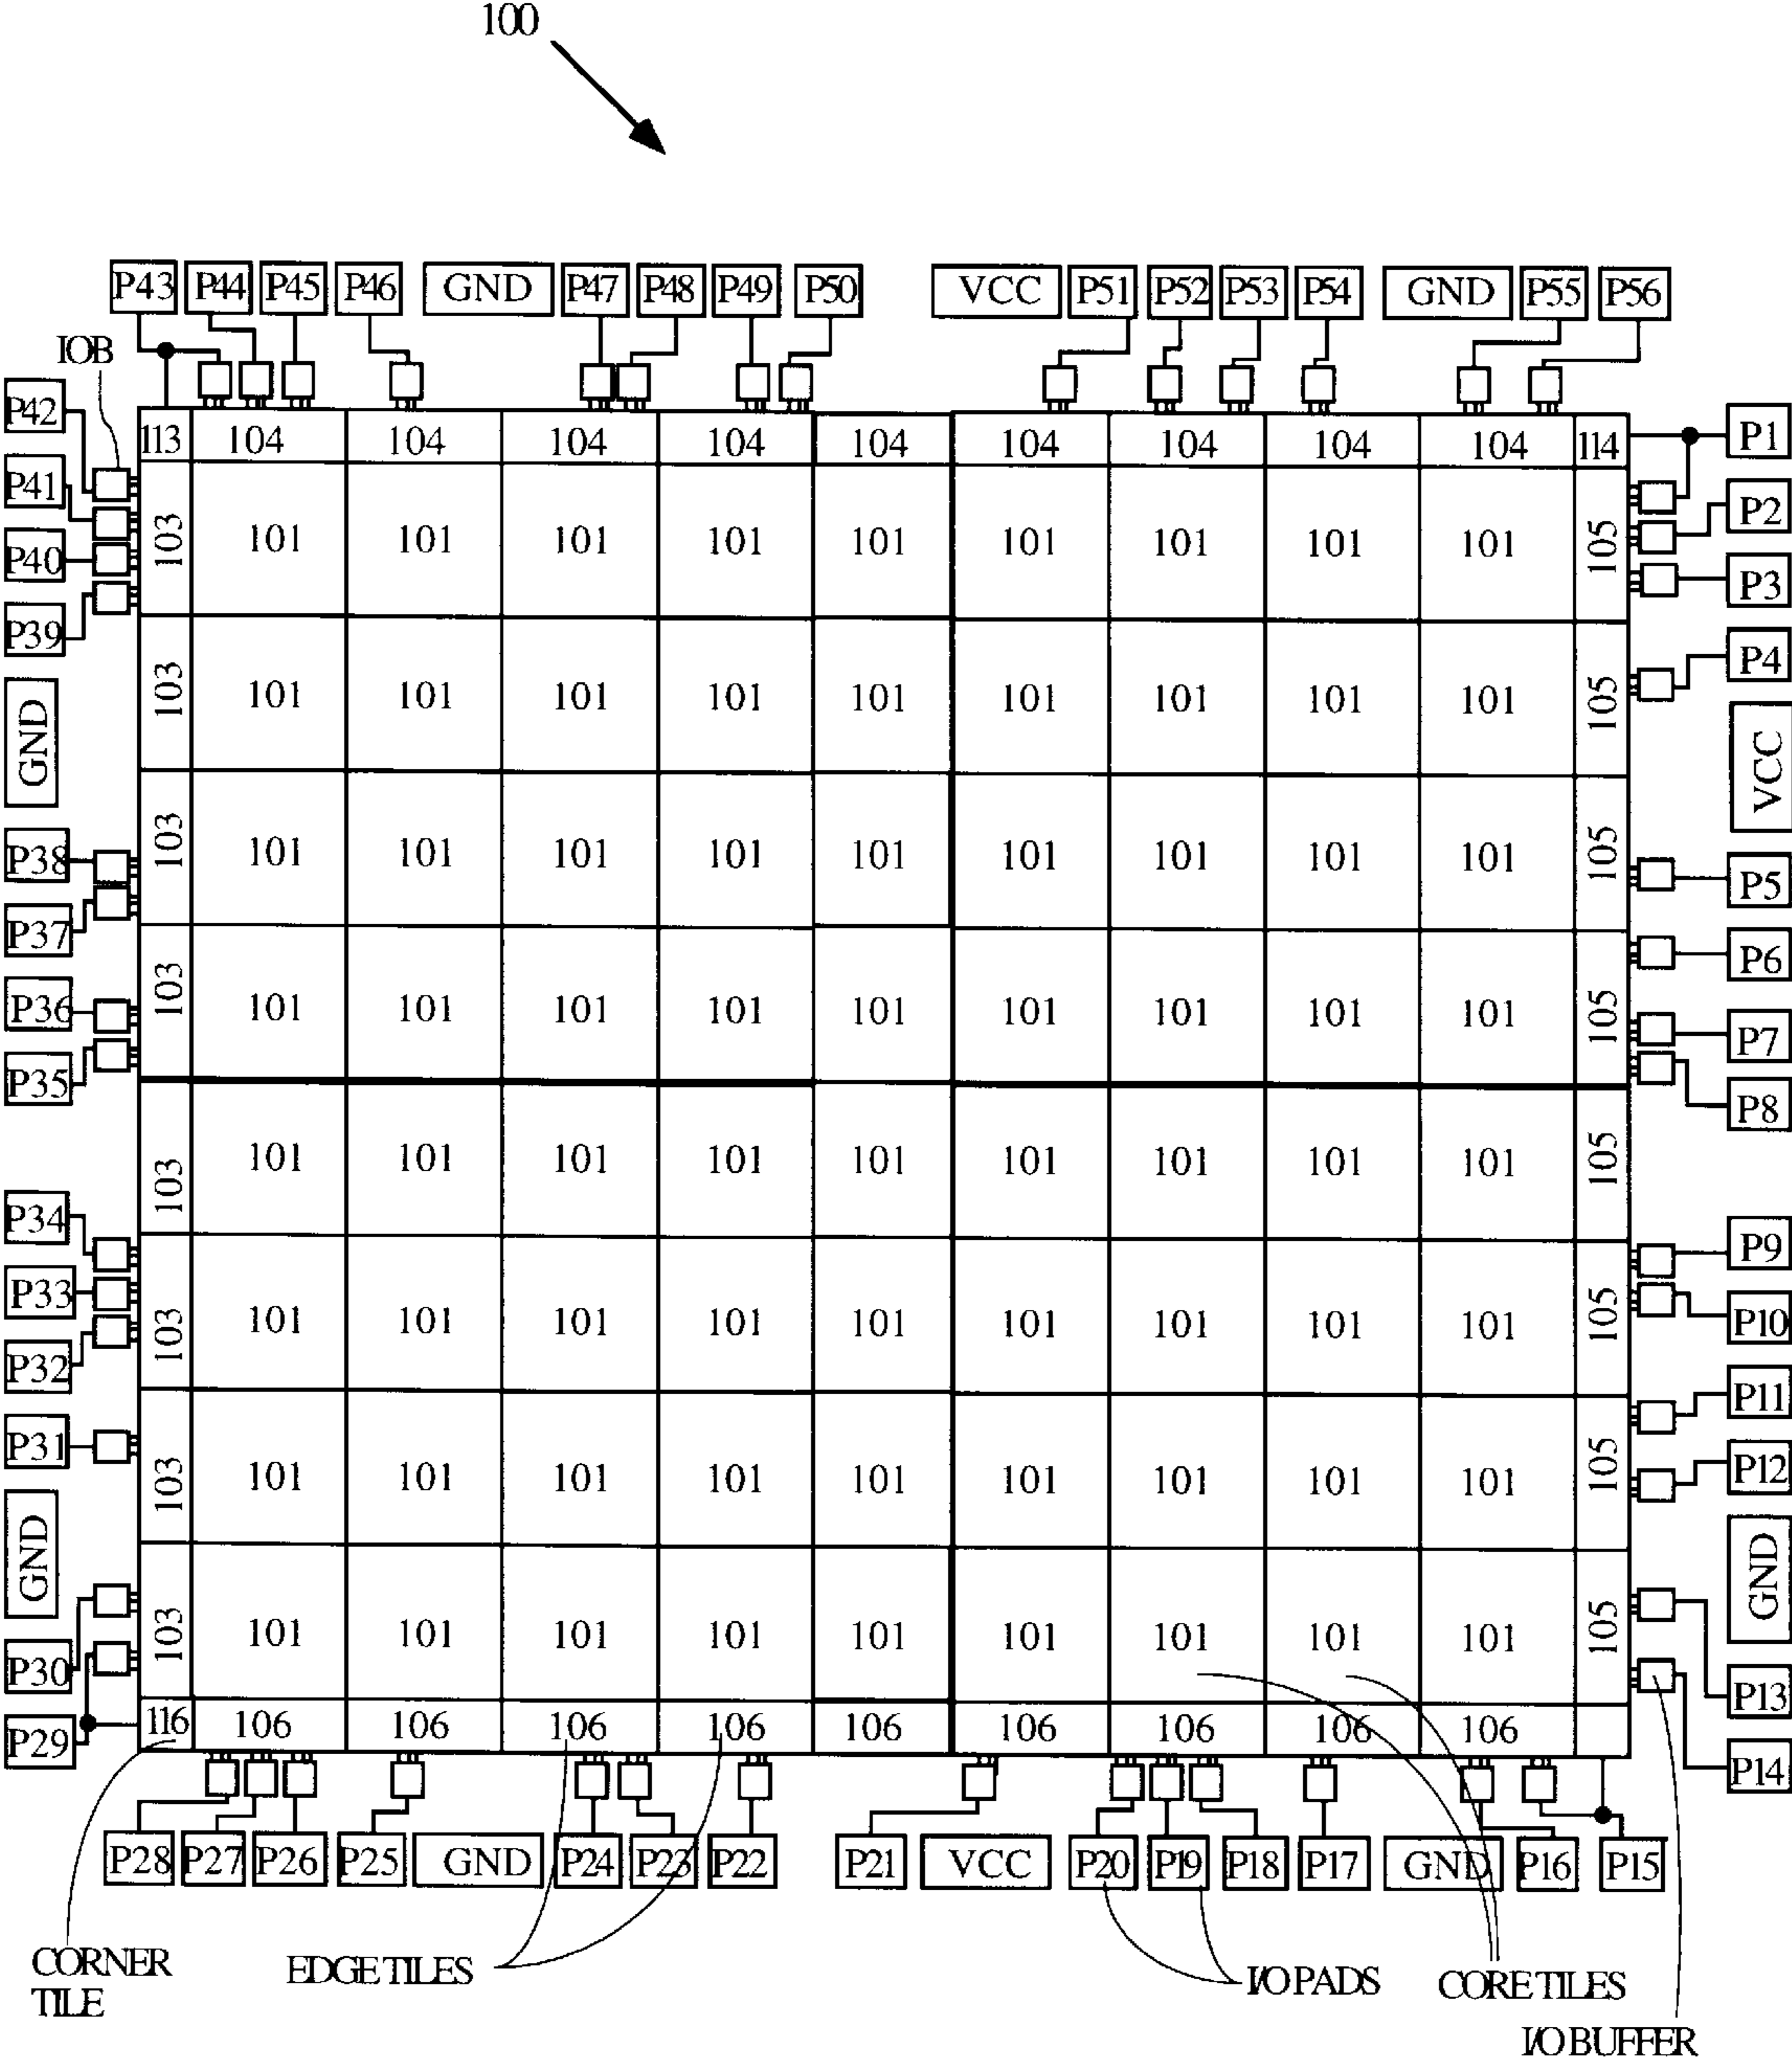 100
P43 P44 P45 P46 GND P47 P48 P49 P50 VCC P51 P52 P53 P54 GND P55 P56
IOB
P42
P41
P40
P39
GND
P38
P37
P36
P35
P34
P33
P32
P31
GND
P30
P29
113 104 104 104 104 104 104 104 104 104 114
103 101 101 101 101 101 101 101 101 101 105
103 101 101 101 101 101 101 101 101 101 105
103 101 101 101 101 101 101 101 101 101 105
103 101 101 101 101 101 101 101 101 101 105
103 101 101 101 101 101 101 101 101 101 105
103 101 101 101 101 101 101 101 101 101 105
103 101 101 101 101 101 101 101 101 101 105
103 101 101 101 101 101 101 101 101 101 105
116 106 106 106 106 106 106 106 106 106
P1
P2
P3
P4
VCC
P5
P6
P7
P8
P9
P10
P11
P12
GND
P13
P14
P28 P27 P26 P25 GND P24 P23 P22 P21 VCC P20 P19 P18 P17 GND P16 P15
CORNER
TILE
EDGE TILES
I/O PADS
CORE TILES
I/O BUFFER